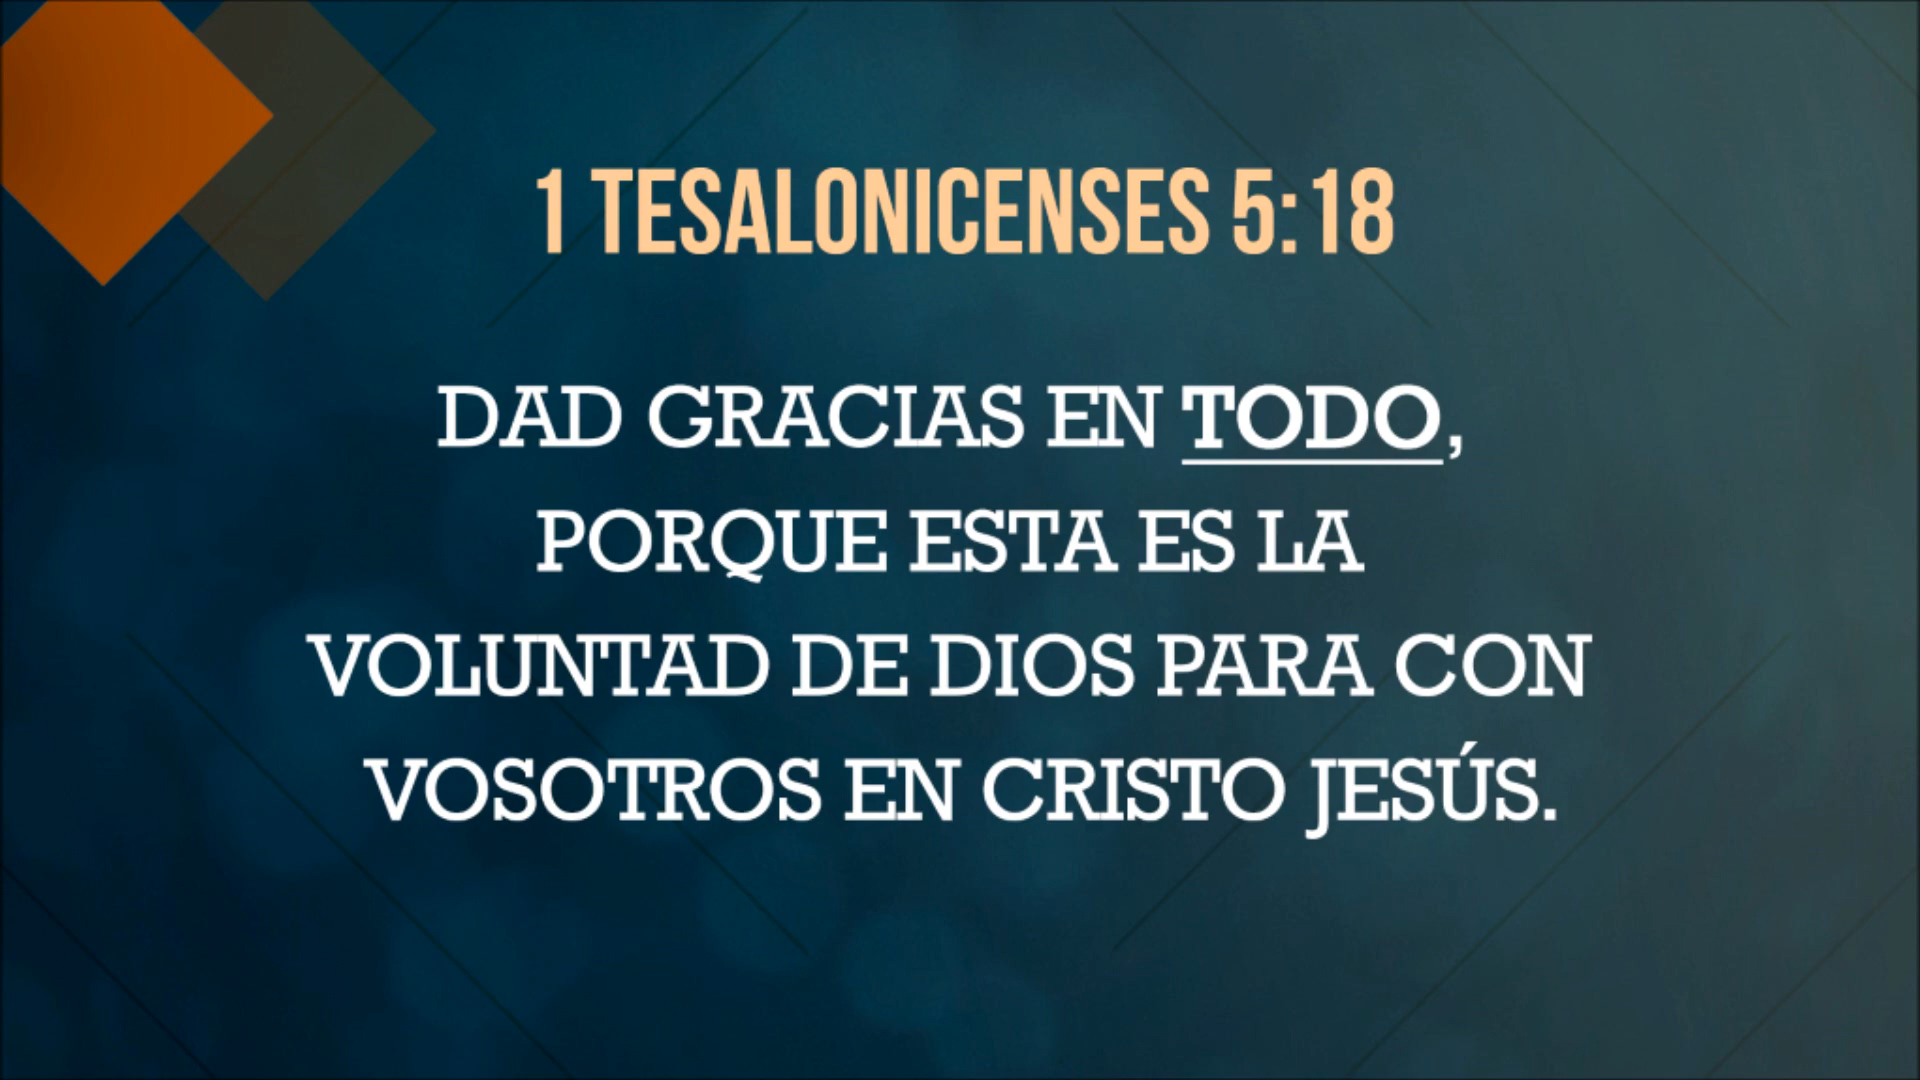 1 TESALONICENSES 5:18
DAD GRACIAS EN TODO,
PORQUE ESTA ES LA
VOLUNTAD DE DIOS PARA CON
VOSOTROS EN CRISTO JESÚS.